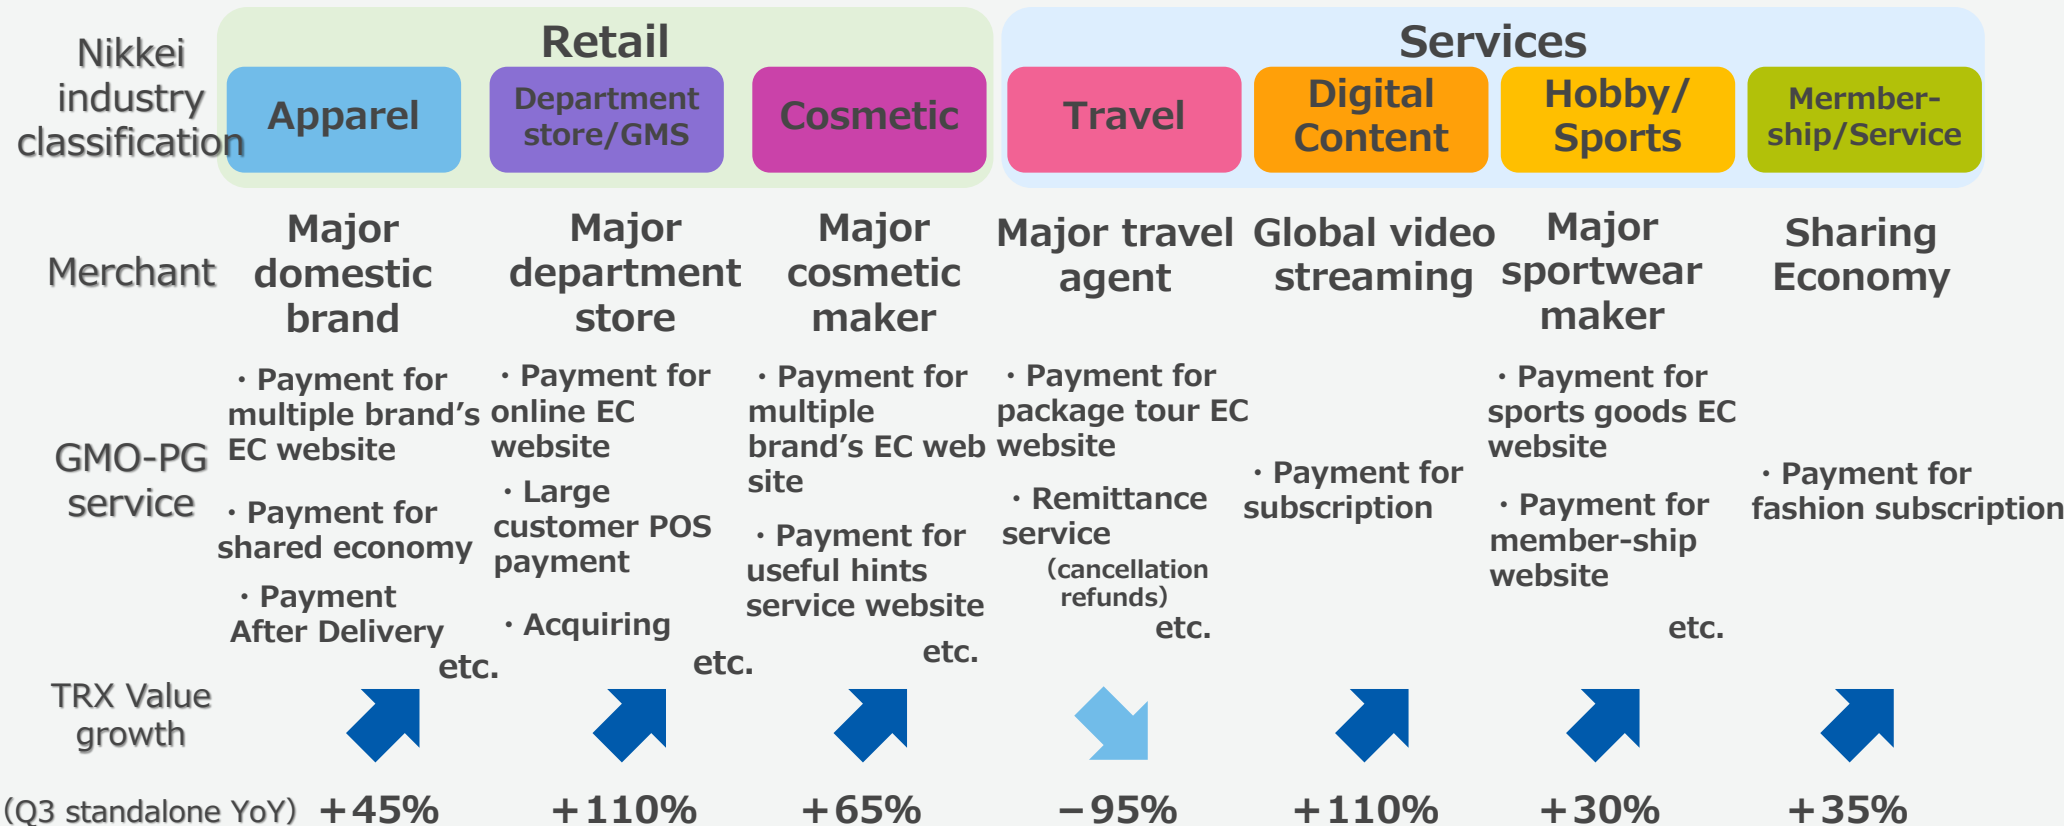 Nikkei
industry
classification
Retail
Services
Apparel
Department
store/GMS
Cosmetic
Travel
Digital
Content
Hobby/
Sports
Mermber-
ship/Service
Merchant
Major
domestic
brand
Major
department
store
Major
cosmetic
maker
Major travel
agent
Global video
streaming
Major
sportwear
maker
Sharing
Economy
GMO-PG
service
・Payment for
multiple brand’s
EC website
・Payment for
shared economy
・Payment
After Delivery
etc.
・Payment for
online EC
website
・Large
customer POS
payment
・Acquiring
etc.
・Payment for
multiple
brand’s EC web
site
・Payment for
useful hints
service website
etc.
・Payment for
package tour EC
website
・Remittance
service
（cancellation
refunds）
etc.
・Payment for
subscription
・Payment for
sports goods EC
website
・Payment for
member-ship
website
etc.
・Payment for
fashion subscription
TRX Value
growth
(Q3 standalone YoY)
+45%
+110%
+65%
−95%
+110%
+30%
+35%